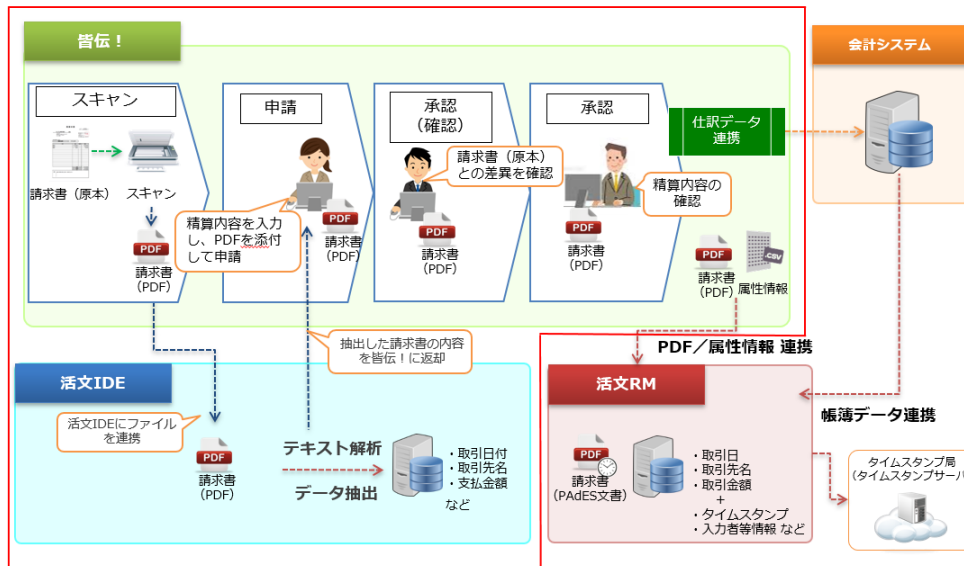 皆伝！
会計システム
スキャン
請求書（原本）
スキャン
PDF
請求書
（PDF）
申請
精算内容を入力
し、PDFを添付
して申請
PDF
請求書
（PDF）
承認
（確認）
請求書（原本）
との差異を確認
PDF
請求書
（PDF）
承認
精算内容の
確認
PDF
請求書
（PDF）
仕訳データ
連携
PDF
請求書
（PDF）
.CSV
属性情報
抽出した請求書の内容
を皆伝！に返却
PDF／属性情報 連携
帳簿データ連携
活文IDE
活文IDEにファイル
を連携
PDF
請求書
（PDF）
テキスト解析
データ抽出
・取引日付
・取引先名
・支払金額
など
活文RM
PDF
請求書
（PAdES文書）
・取引日
・取引先名
・取引金額
＋
・タイムスタンプ
・入力者等情報 など
タイムスタンプ局
（タイムスタンプサーバ